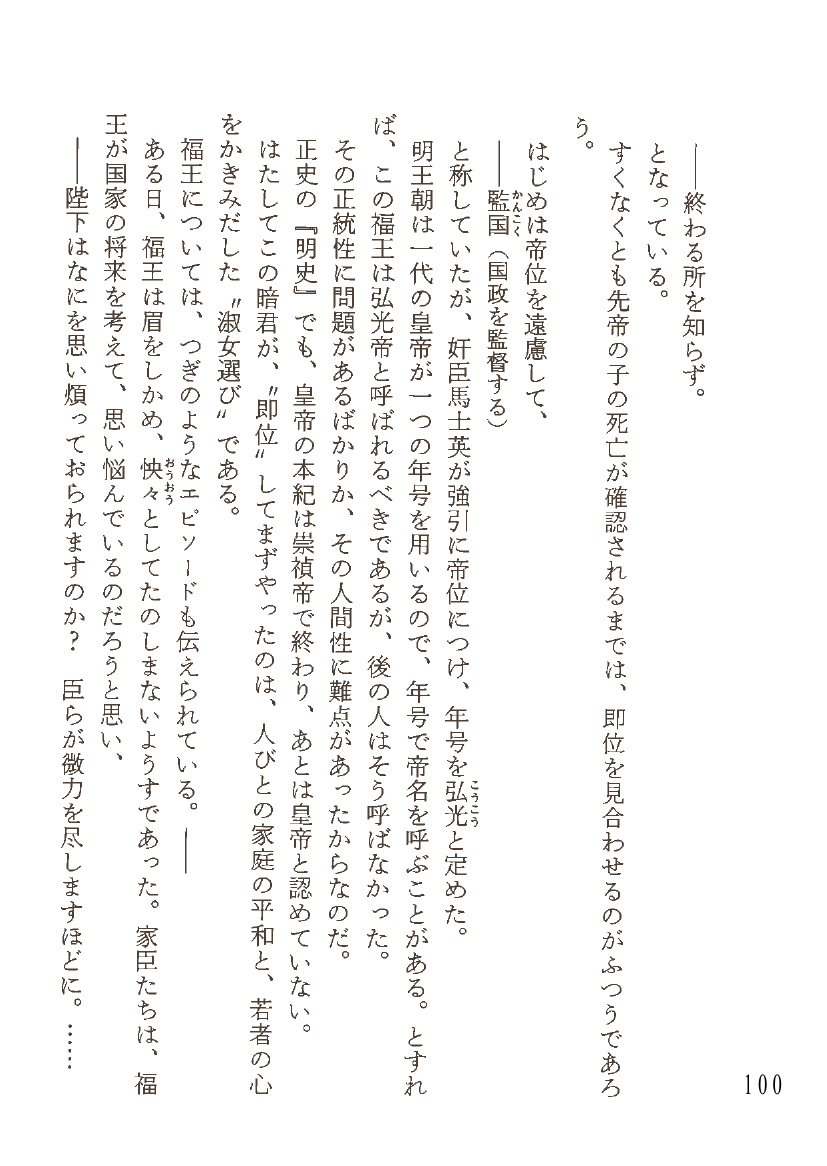 ――終わる所を知らず。
となっている。
すくなくとも先帝の子の死亡が確認されるまでは、即位を見合わせるのがふつうであろ
う。
はじめは帝位を遠慮して、
――監国（国政を監督する）
かんこく
と称していたが、奸臣馬士英が強引に帝位につけ、年号を弘光と定めた。
こうこう
明王朝は一代の皇帝が一つの年号を用いるので、年号で帝名を呼ぶことがある。とすれ
ば、この福王は弘光帝と呼ばれるべきであるが、後の人はそう呼ばなかった。
その正統性に問題があるばかりか、その人間性に難点があったからなのだ。
正史の『明史』でも、皇帝の本紀は崇禎帝で終わり、あとは皇帝と認めていない。
はたしてこの暗君が、〝即位〟してまずやったのは、人びとの家庭の平和と、若者の心
をかきみだした〝淑女選び〟である。
福王については、つぎのようなエピソードも伝えられている。――
ある日、福王は眉をしかめ、怏々としてたのしまないようすであった。家臣たちは、福
おうおう
王が国家の将来を考えて、思い悩んでいるのだろうと思い、
――陛下はなにを思い煩っておられますのか？　臣らが微力を尽しますほどに。……
100